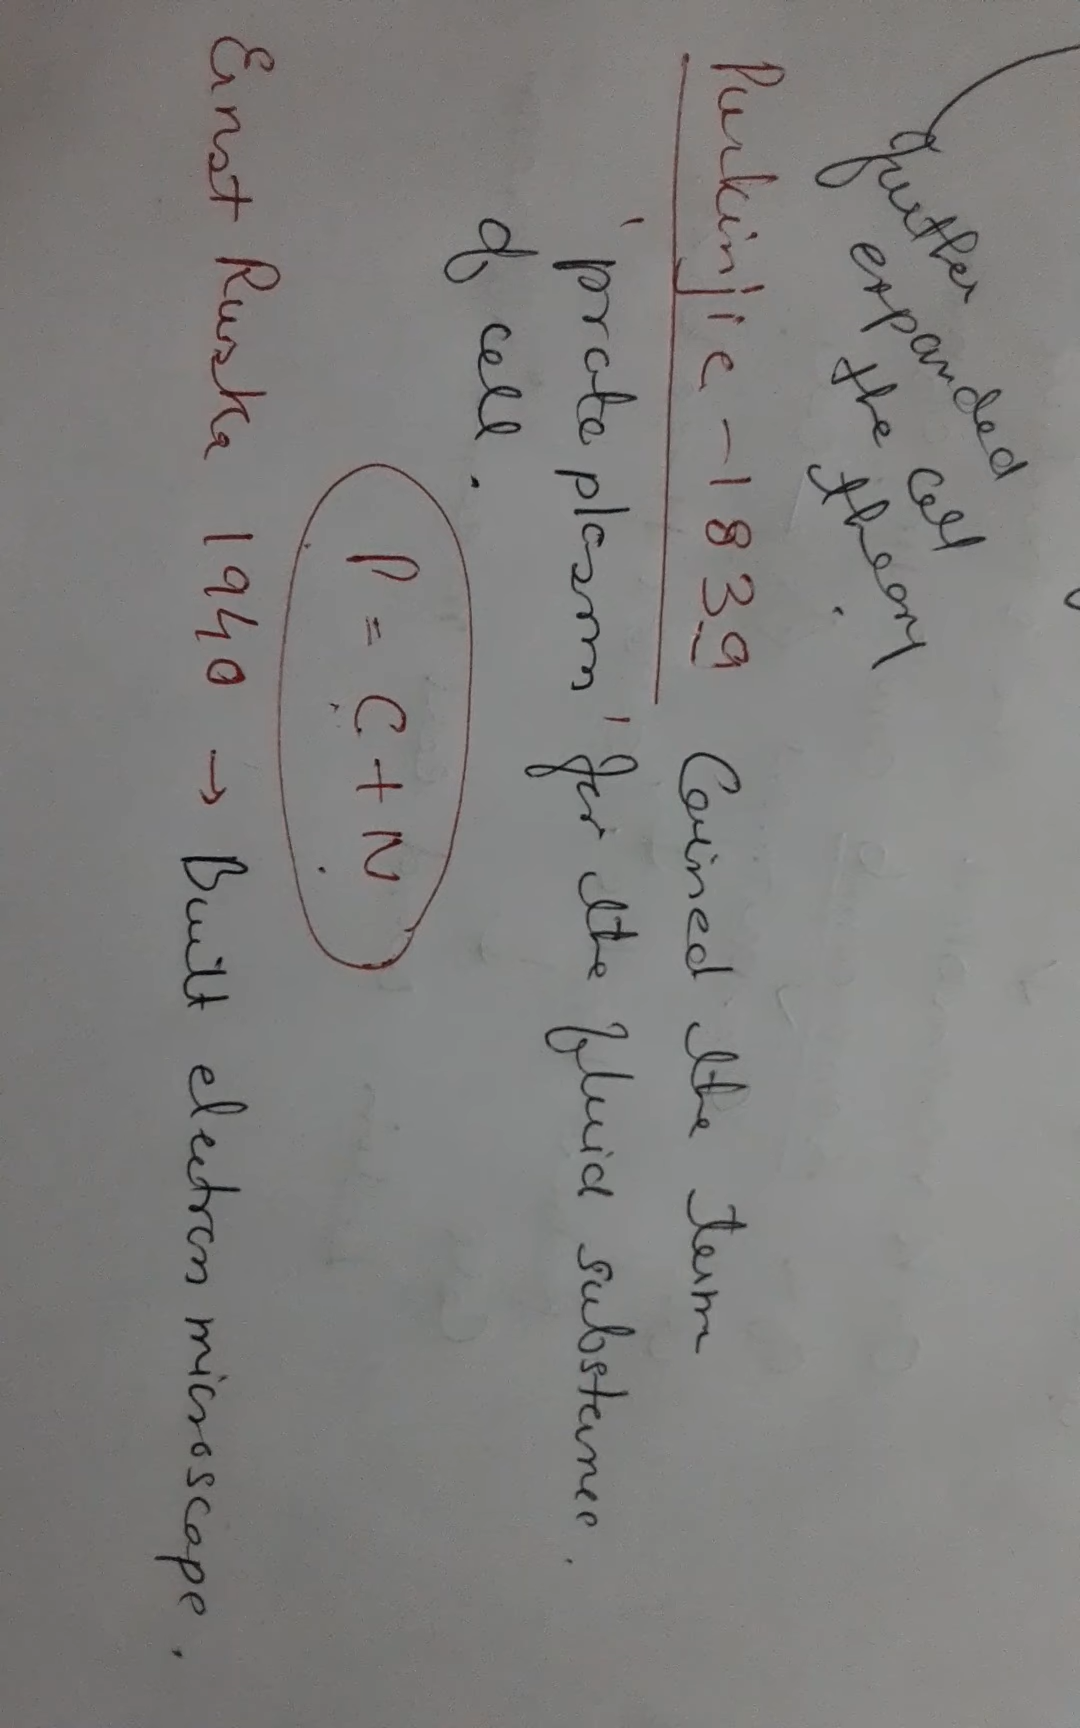 further
expanded
the cell
theory.
Purkinjie - 1839 Coined the term
'protoplasm' for the fluid substance.
of cell.
P = C + N
Ernst Ruska 1940 → Built electron microscope.